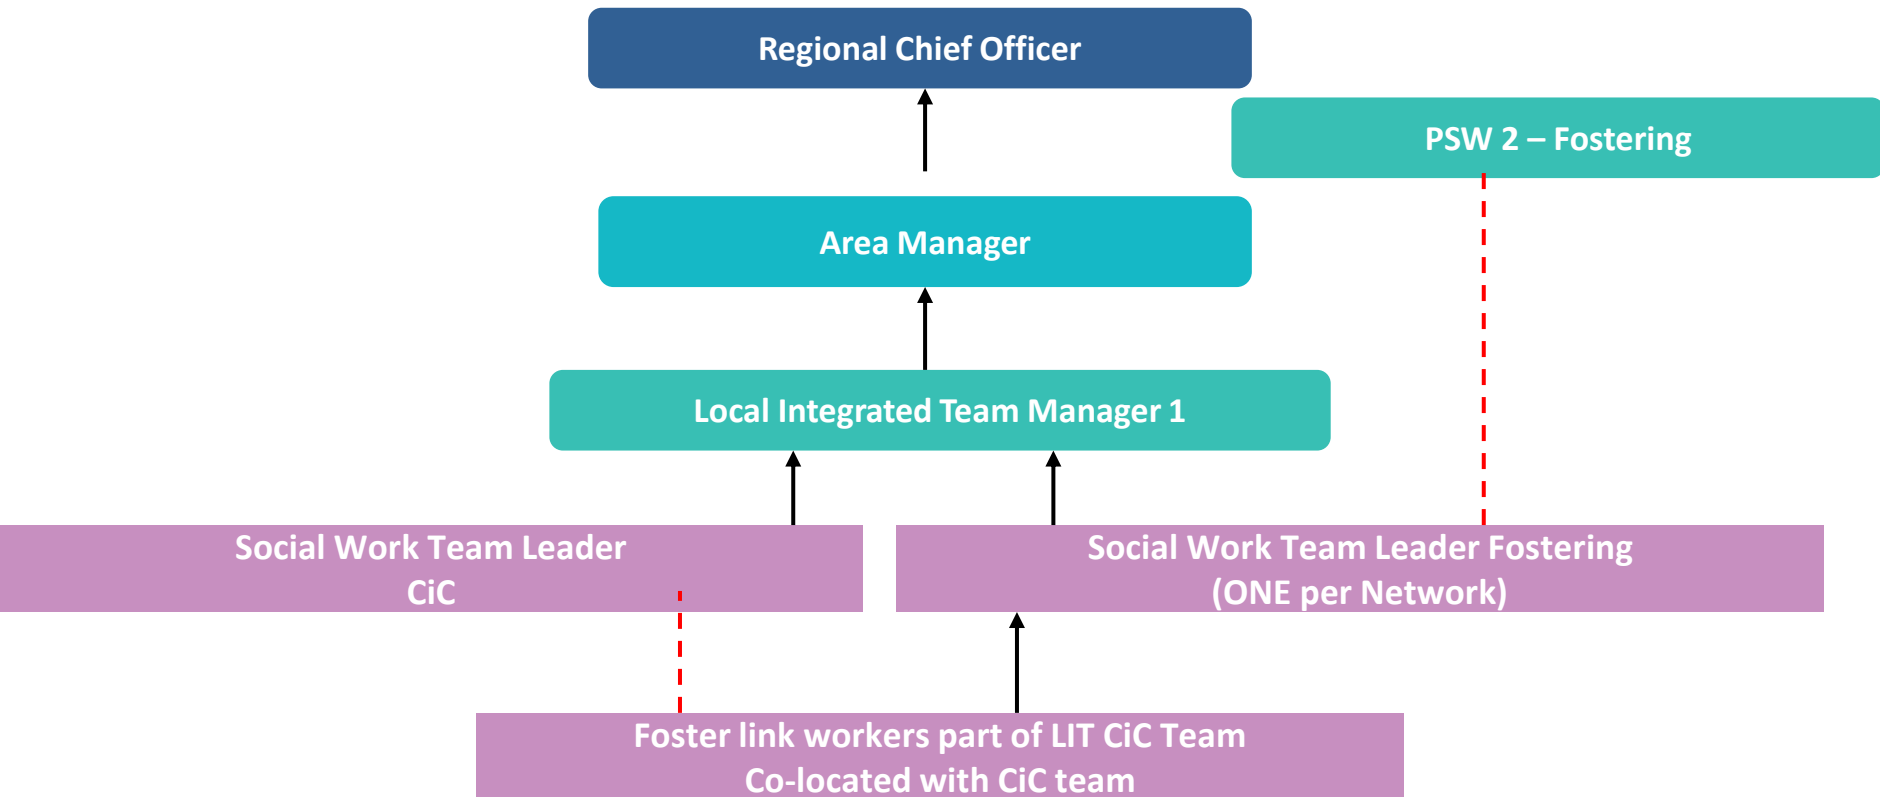 Regional Chief Officer
PSW 2 – Fostering
Area Manager
Local Integrated Team Manager 1
Social Work Team Leader
CiC
Social Work Team Leader Fostering
(ONE per Network)
Foster link workers part of LIT CiC Team
Co-located with CiC team